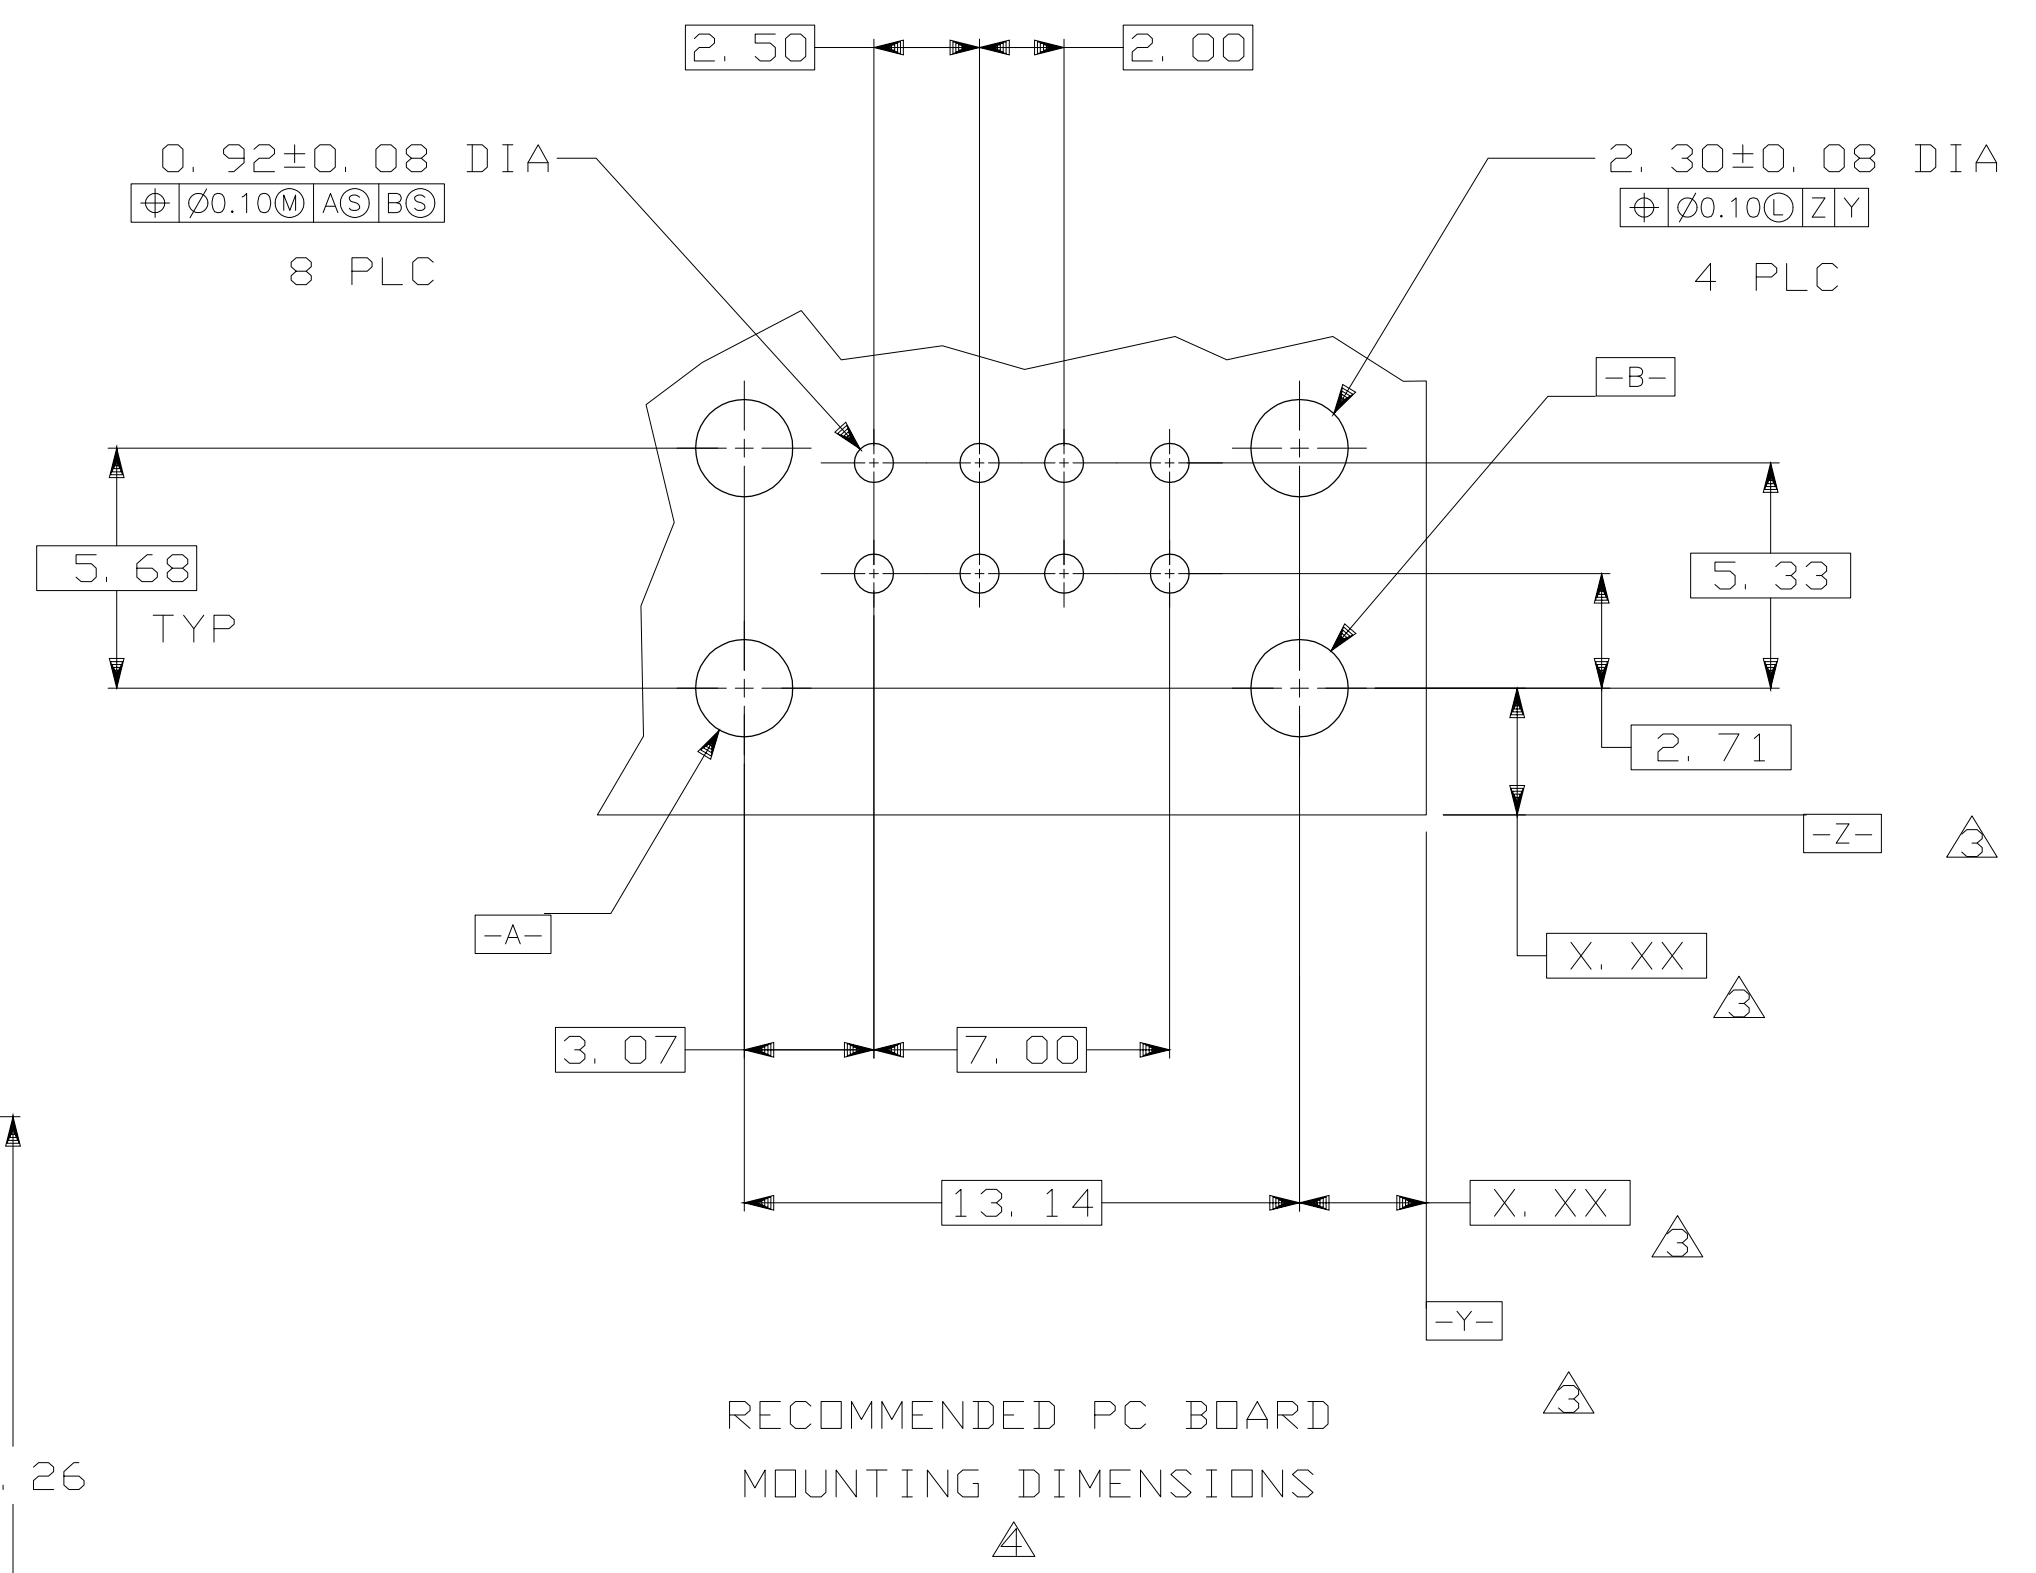 2.50
2.00
0.92±0.08 DIA
⌖ Ø0.10Ⓜ AⓈ BⓈ
8 PLC
2.30±0.08 DIA
⌖ Ø0.10Ⓛ Z Y
4 PLC
-B-
5.68
TYP
5.33
2.71
-Z-
3
-A-
X.XX
3
3.07
7.00
13.14
X.XX
3
-Y-
3
RECOMMENDED PC BOARD
MOUNTING DIMENSIONS
4
.26